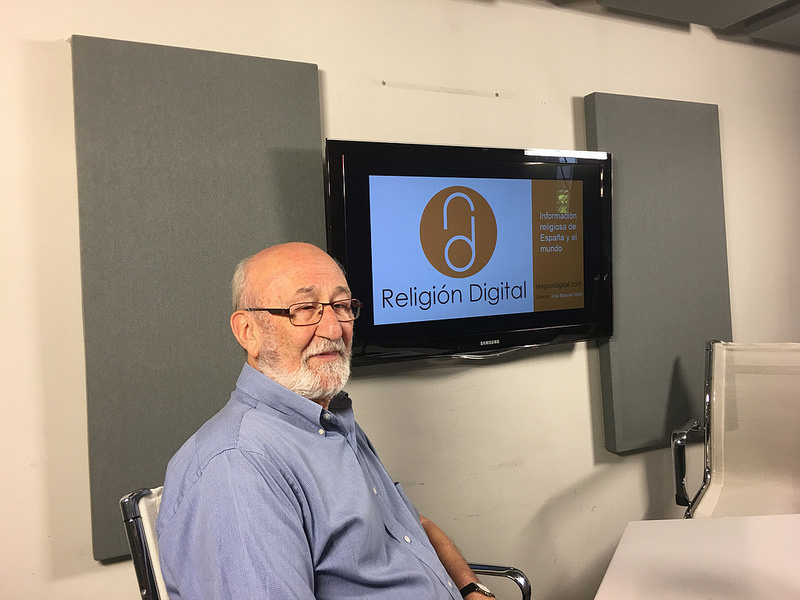 Religión Digital
Información
religiosa de
España y el
mundo
religiondigital.com
SAMSUNG